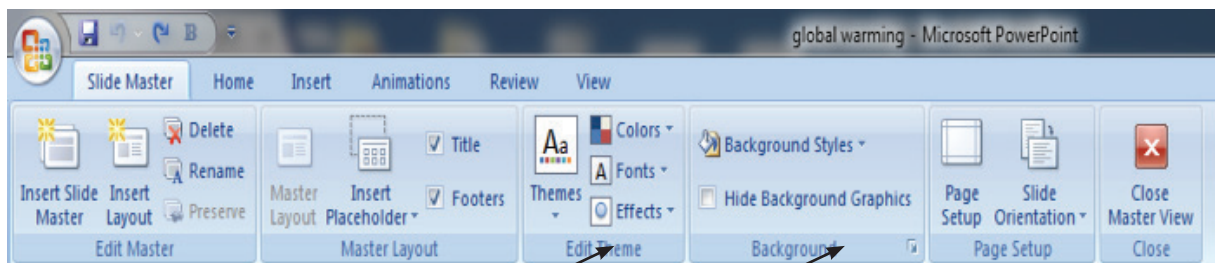 global warming - Microsoft PowerPoint
Slide Master Home Insert Animations Review View
Insert Slide Master
Insert Layout
Delete
Rename
Preserve
Edit Master
Master Layout
Insert Placeholder
Title
Footers
Master Layout
Aa
Themes
Colors
A Fonts
Effects
Edit Theme
Background Styles
Hide Background Graphics
Background
Page Setup
Slide Orientation
Page Setup
Close Master View
Close